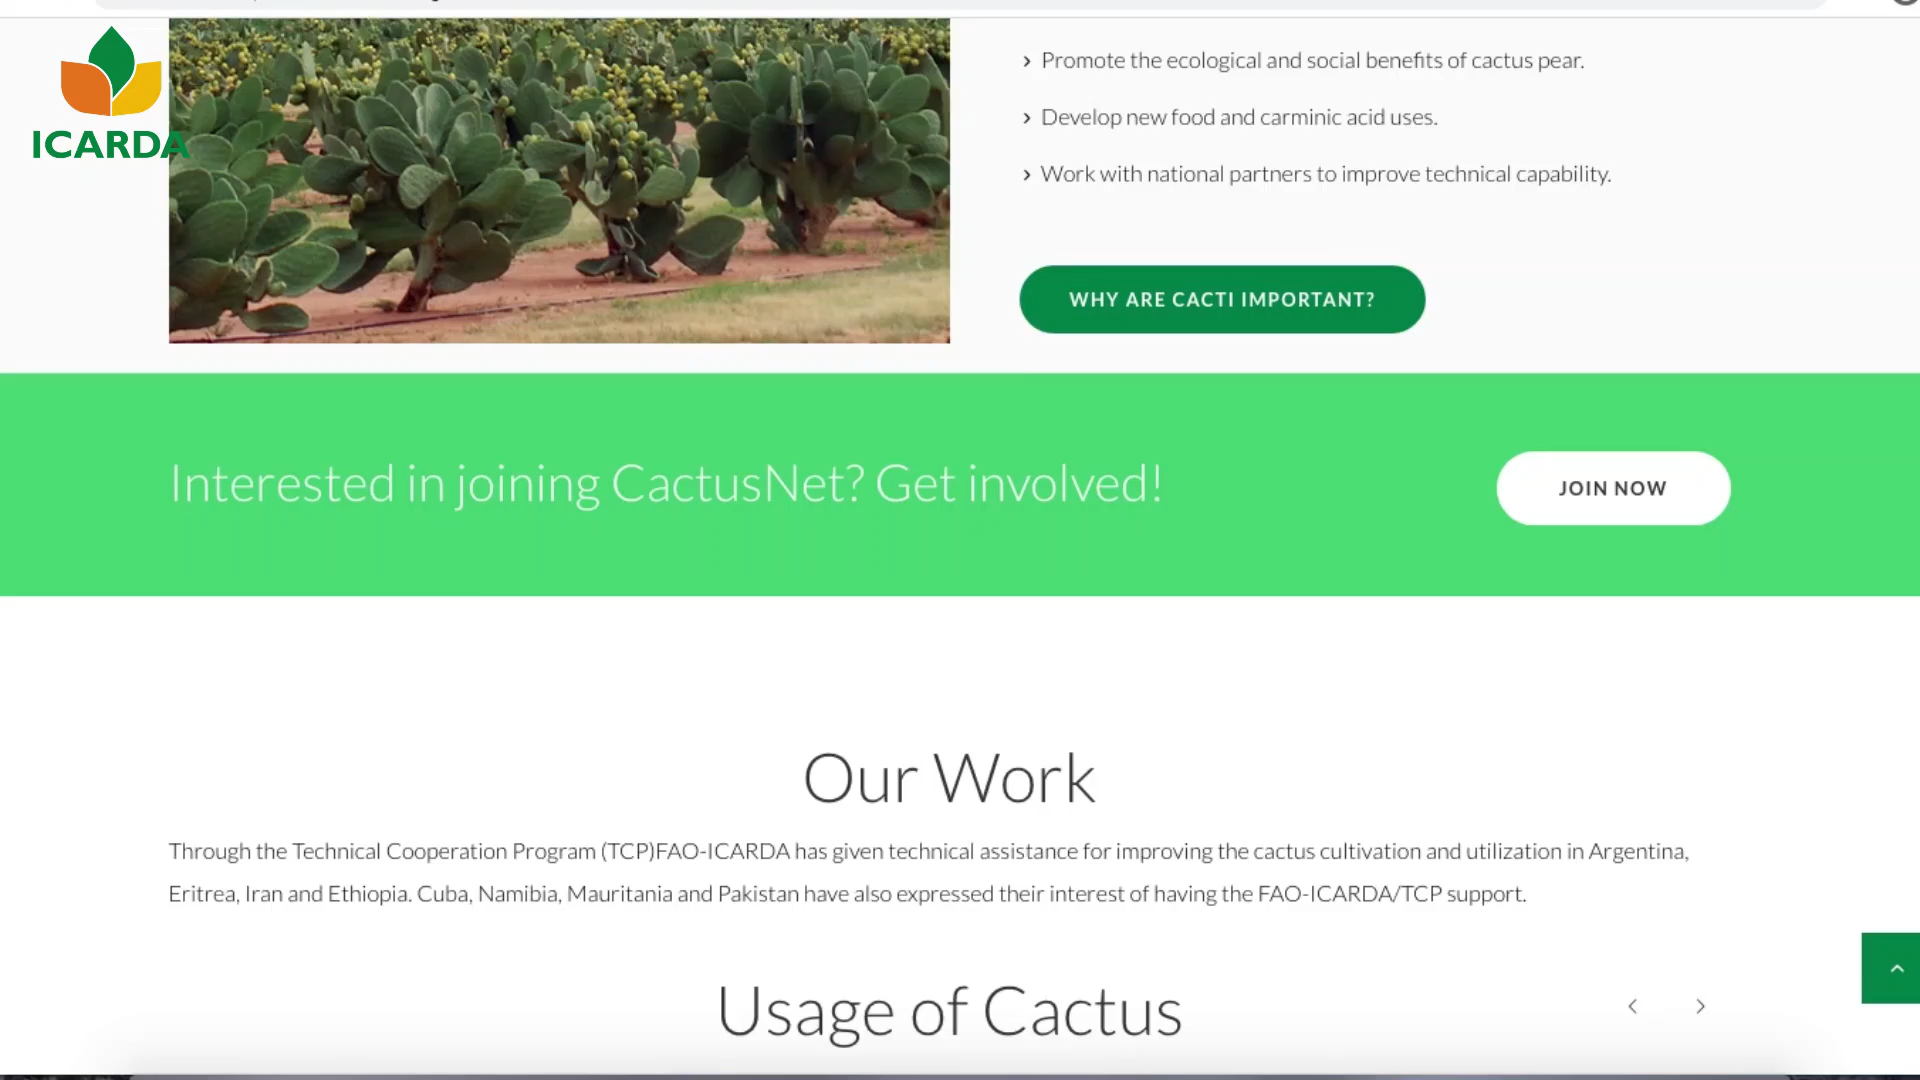 ICARDA
› Promote the ecological and social benefits of cactus pear.
› Develop new food and carminic acid uses.
› Work with national partners to improve technical capability.
WHY ARE CACTI IMPORTANT?
Interested in joining CactusNet? Get involved!
JOIN NOW
Our Work
Through the Technical Cooperation Program (TCP)FAO-ICARDA has given technical assistance for improving the cactus cultivation and utilization in Argentina,
Eritrea, Iran and Ethiopia. Cuba, Namibia, Mauritania and Pakistan have also expressed their interest of having the FAO-ICARDA/TCP support.
Usage of Cactus